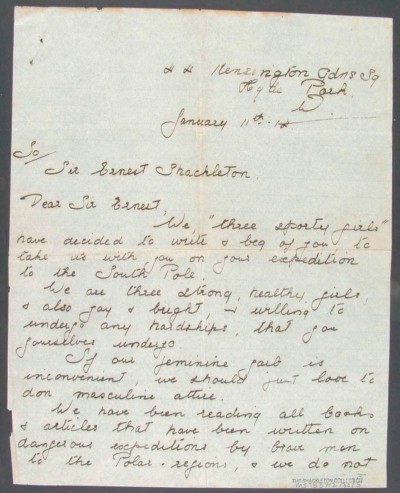 44 Kensington Gdns Sq
Hyde Park.
W.
January 11th. 14
To/
Sir Ernest Shackleton.
Dear Sir Ernest,
We, "three sporty girls"
have decided to write & beg of you to
take us with you on your expedition
to the South Pole.
We are three strong, healthy girls,
& also gay & bright, & willing to
undergo any hardships, that you
yourselves undergo
If our feminine garb is
inconvenient, we should just love to
don masculine attire.
We have been reading all books
& articles that have been written on
dangerous expeditions by brave men
to the Polar-regions, & we do not